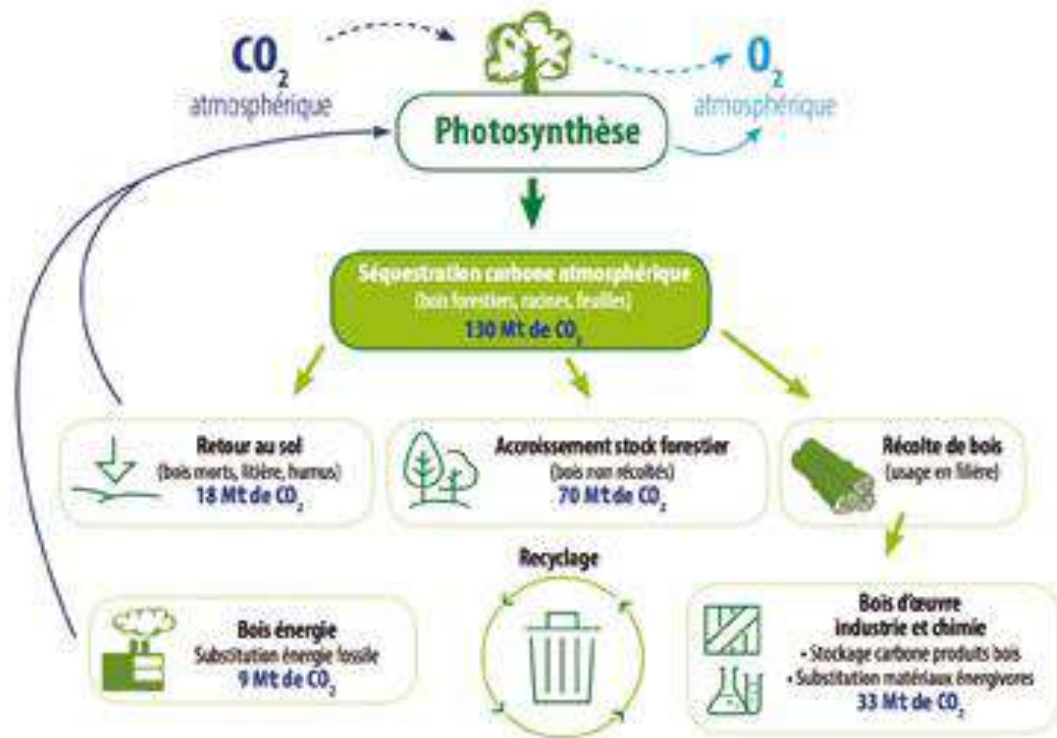 CO₂
atmosphérique
O₂
atmosphérique
Photosynthèse
Séquestration carbone atmosphérique
(bois forestiers, racines, feuilles)
130 Mt de CO₂
Retour au sol
(bois morts, litière, humus)
18 Mt de CO₂
Accroissement stock forestier
(bois non récoltés)
70 Mt de CO₂
Récolte de bois
(usage en filière)
Recyclage
Bois énergie
Substitution énergie fossile
9 Mt de CO₂
Bois d'œuvre
industrie et chimie
• Stockage carbone produits bois
• Substitution matériaux énergivores
33 Mt de CO₂